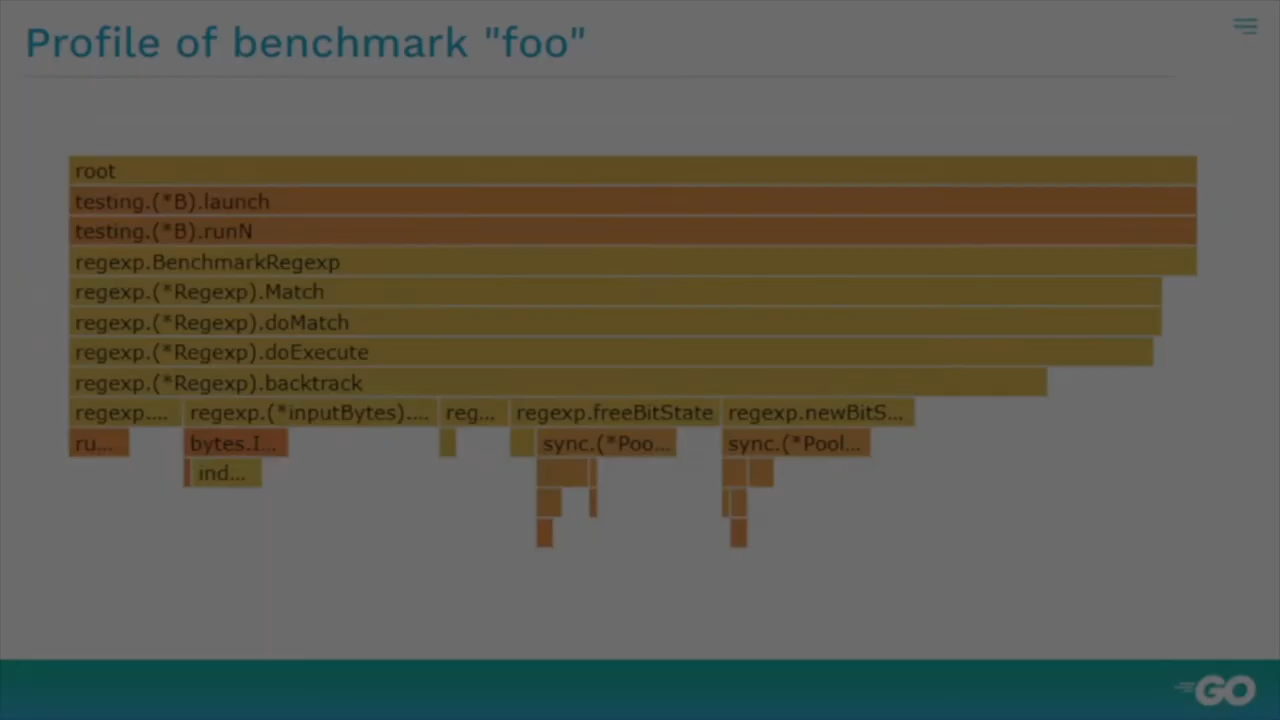 Profile of benchmark "foo"
root
testing.(*B).launch
testing.(*B).runN
regexp.BenchmarkRegexp
regexp.(*Regexp).Match
regexp.(*Regexp).doMatch
regexp.(*Regexp).doExecute
regexp.(*Regexp).backtrack
regexp.... regexp.(*inputBytes).... reg... regexp.freeBitState regexp.newBitS...
ru... bytes.I... sync.(*Poo... sync.(*Pool...
ind...
GO